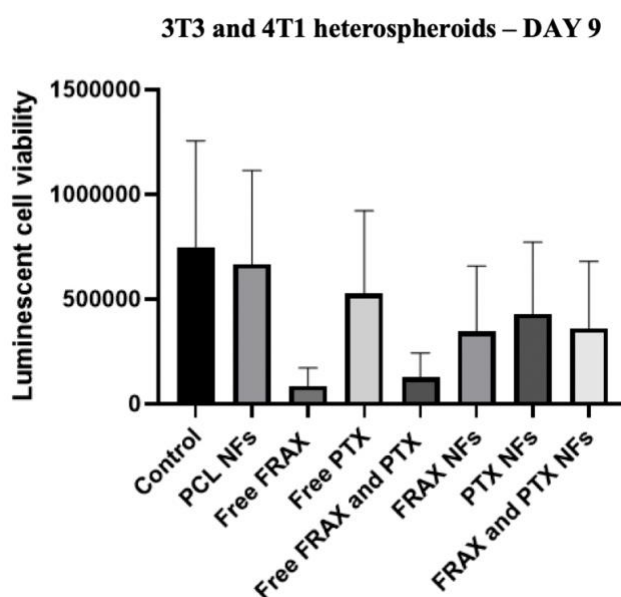 3T3 and 4T1 heterospheroids – DAY 9
Luminescent cell viability
1500000
1000000
500000
0
Control
PCL NFs
Free FRAX
Free PTX
Free FRAX and PTX
FRAX NFs
PTX NFs
FRAX and PTX NFs